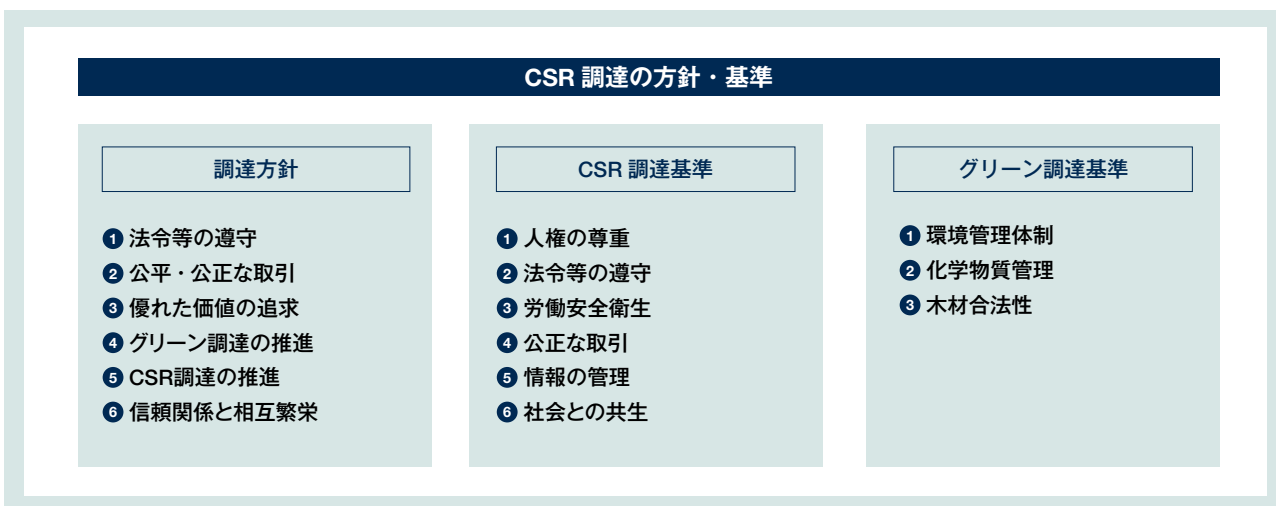 CSR 調達の方針・基準
調達方針
❶ 法令等の遵守
❷ 公平・公正な取引
❸ 優れた価値の追求
❹ グリーン調達の推進
❺ CSR調達の推進
❻ 信頼関係と相互繁栄
CSR 調達基準
❶ 人権の尊重
❷ 法令等の遵守
❸ 労働安全衛生
❹ 公正な取引
❺ 情報の管理
❻ 社会との共生
グリーン調達基準
❶ 環境管理体制
❷ 化学物質管理
❸ 木材合法性